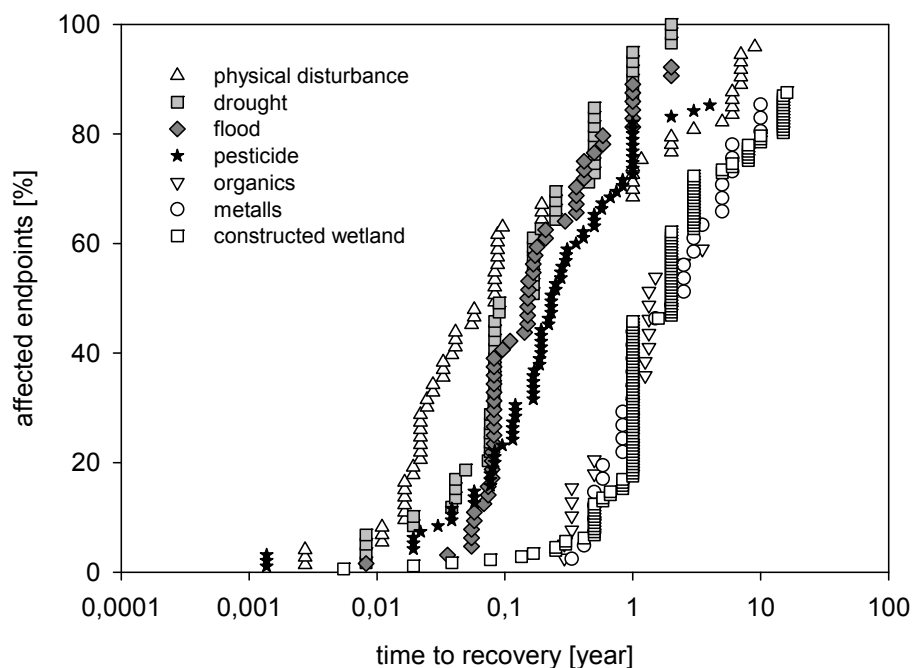 100
80
60
40
20
0
affected endpoints [%]
physical disturbance
drought
flood
pesticide
organics
metalls
constructed wetland
0,0001 0,001 0,01 0,1 1 10 100
time to recovery [year]